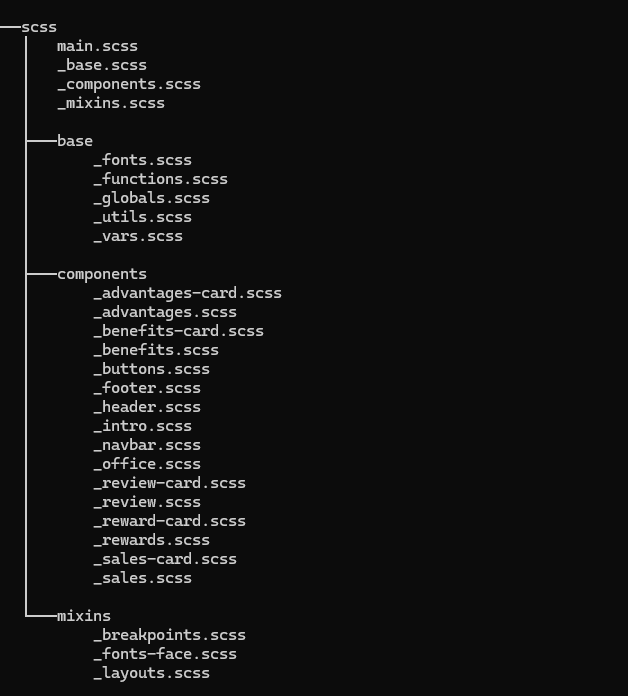 scss
main.scss
_base.scss
_components.scss
_mixins.scss
base
_fonts.scss
_functions.scss
_globals.scss
_utils.scss
_vars.scss
components
_advantages-card.scss
_advantages.scss
_benefits-card.scss
_benefits.scss
_buttons.scss
_footer.scss
_header.scss
_intro.scss
_navbar.scss
_office.scss
_review-card.scss
_review.scss
_reward-card.scss
_rewards.scss
_sales-card.scss
_sales.scss
mixins
_breakpoints.scss
_fonts-face.scss
_layouts.scss